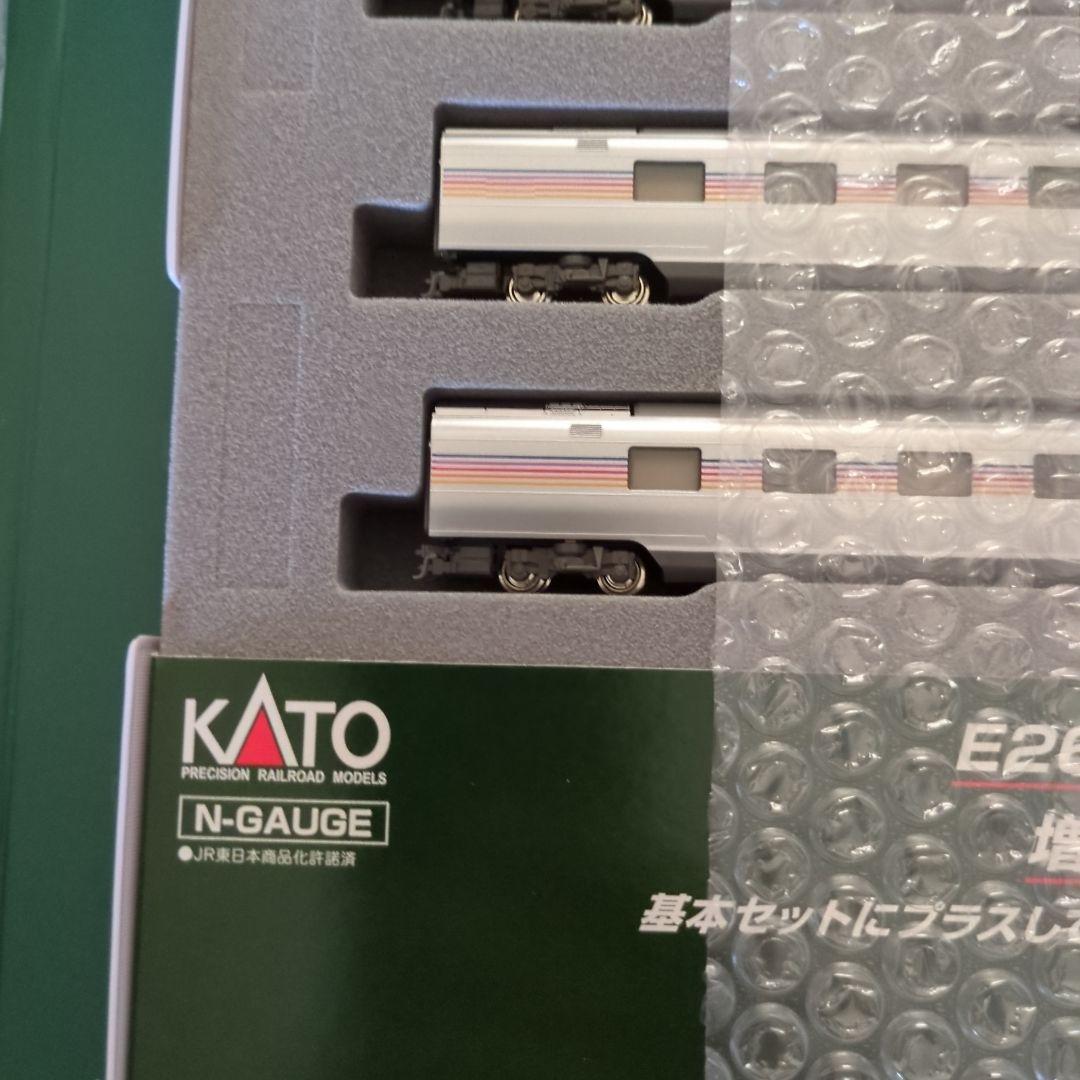 KATO
PRECISION RAILROAD MODELS
N-GAUGE
●JR東日本商品化許諾済
E26
増
基本セットにプラスして